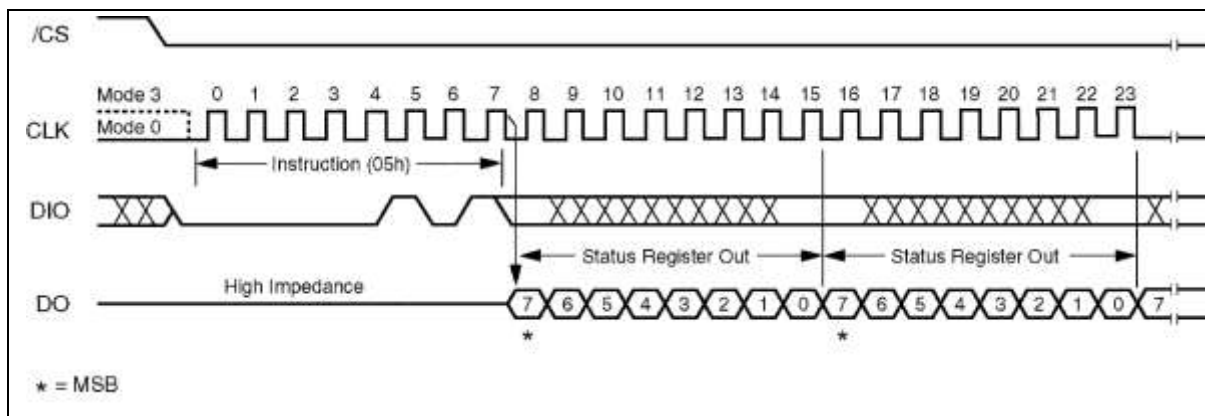 /CS
Mode 3 0 1 2 3 4 5 6 7 8 9 10 11 12 13 14 15 16 17 18 19 20 21 22 23
CLK Mode 0
Instruction (05h)
DIO
Status Register Out Status Register Out
High Impedance
DO 7 6 5 4 3 2 1 0 7 6 5 4 3 2 1 0 7
* *
* = MSB